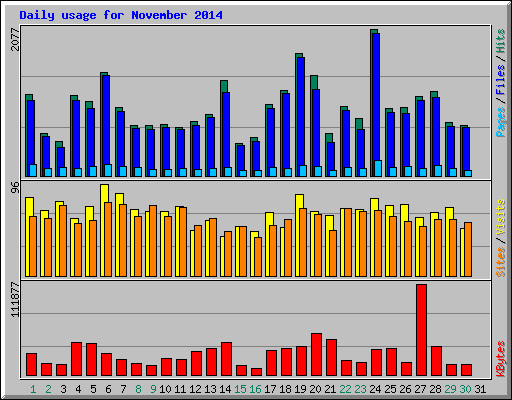 Daily usage for November 2014
2077
Pages / Files / Hits
96
Sites / Visits
111877
KBytes
1 2 3 4 5 6 7 8 9 10 11 12 13 14 15 16 17 18 19 20 21 22 23 24 25 26 27 28 29 30 31